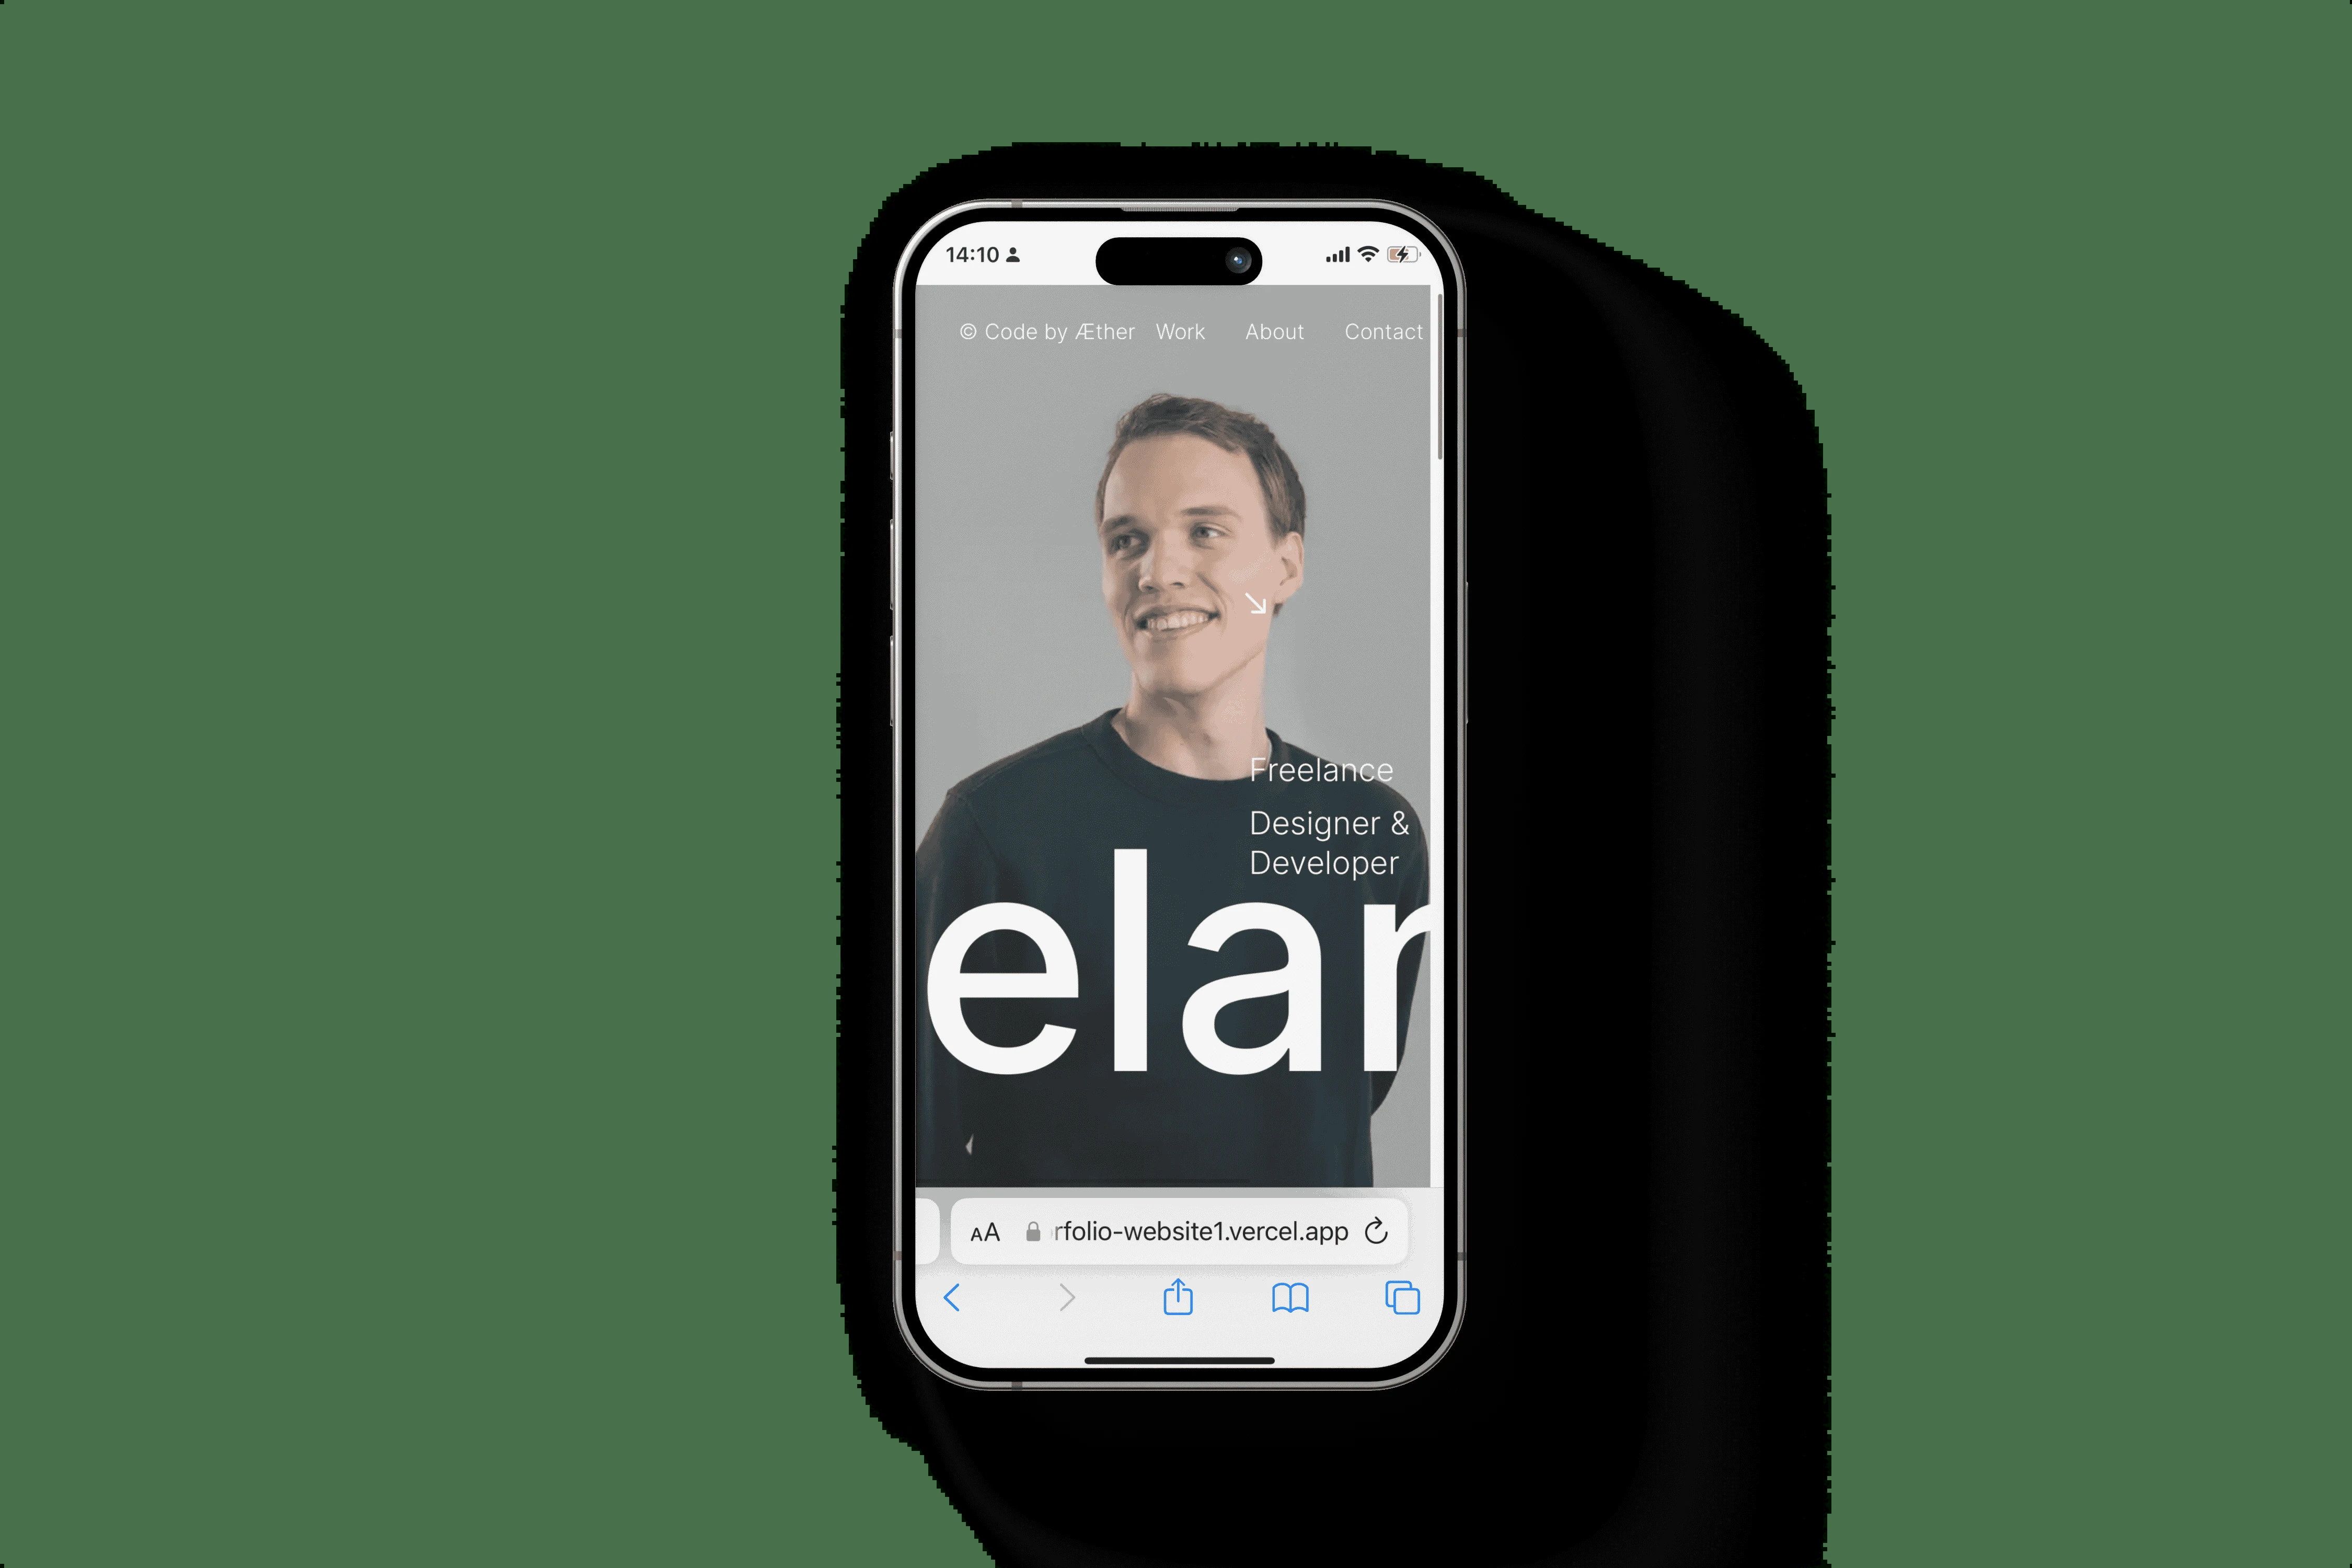 14:10
© Code by Æther Work About Contact
Freelance
Designer &
Developer
elar
AA rfolio-website1.vercel.app